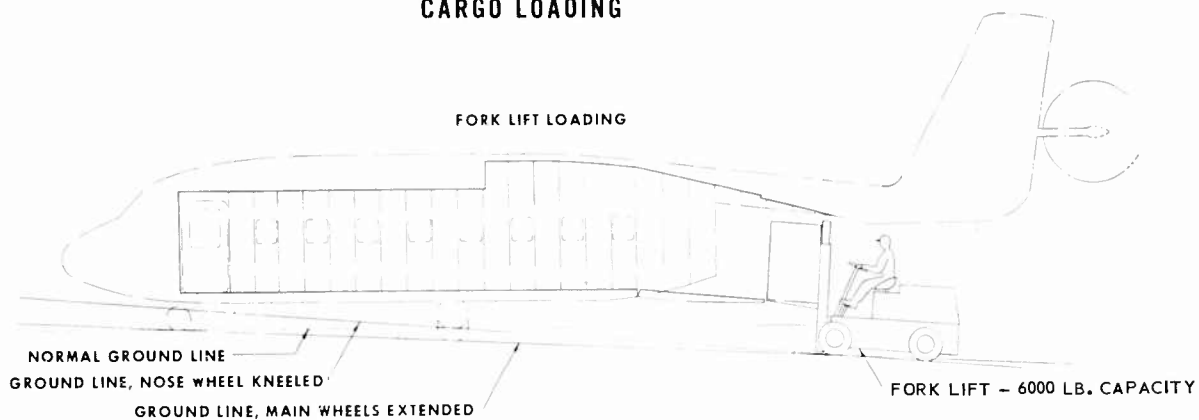 CARGO LOADING
FORK LIFT LOADING
NORMAL GROUND LINE
GROUND LINE, NOSE WHEEL KNEELED
GROUND LINE, MAIN WHEELS EXTENDED
FORK LIFT – 6000 LB. CAPACITY